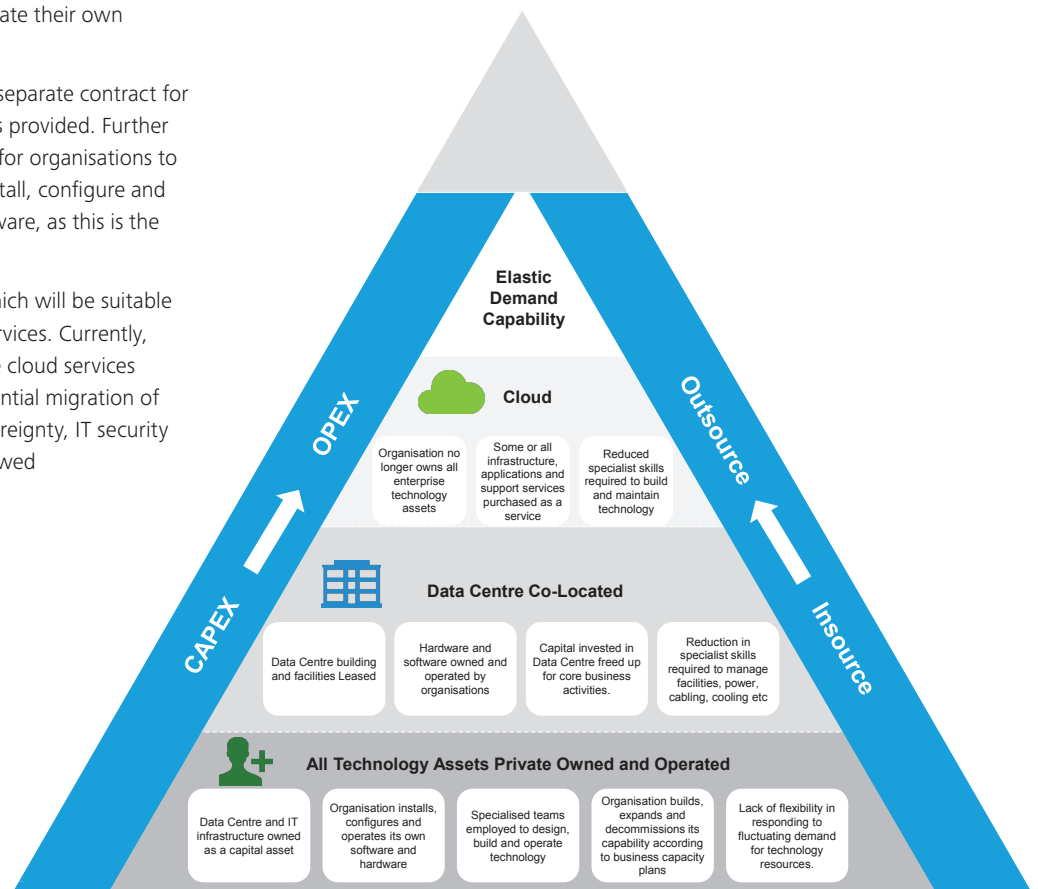 ate their own
separate contract for
s provided. Further
for organisations to
tall, configure and
ware, as this is the
hich will be suitable
rvices. Currently,
e cloud services
ential migration of
ereignty, IT security
wed
Elastic
Demand
Capability
Cloud
Organisation no
longer owns all
enterprise
technology
assets
Some or all
infrastructure,
applications and
support services
purchased as a
service
Reduced
specialist skills
required to build
and maintain
technology
OPEX
CAPEX
Outsource
Insource
Data Centre Co-Located
Data Centre building
and facilities Leased
Hardware and
software owned and
operated by
organisations
Capital invested in
Data Centre freed up
for core business
activities.
Reduction in
specialist skills
required to manage
facilities, power,
cabling, cooling etc
All Technology Assets Private Owned and Operated
Data Centre and IT
infrastructure owned
as a capital asset
Organisation installs,
configures and
operates its own
software and
hardware
Specialised teams
employed to design,
build and operate
technology
Organisation builds,
expands and
decommissions its
capability according
to business capacity
plans
Lack of flexibility in
responding to
fluctuating demand
for technology
resources.